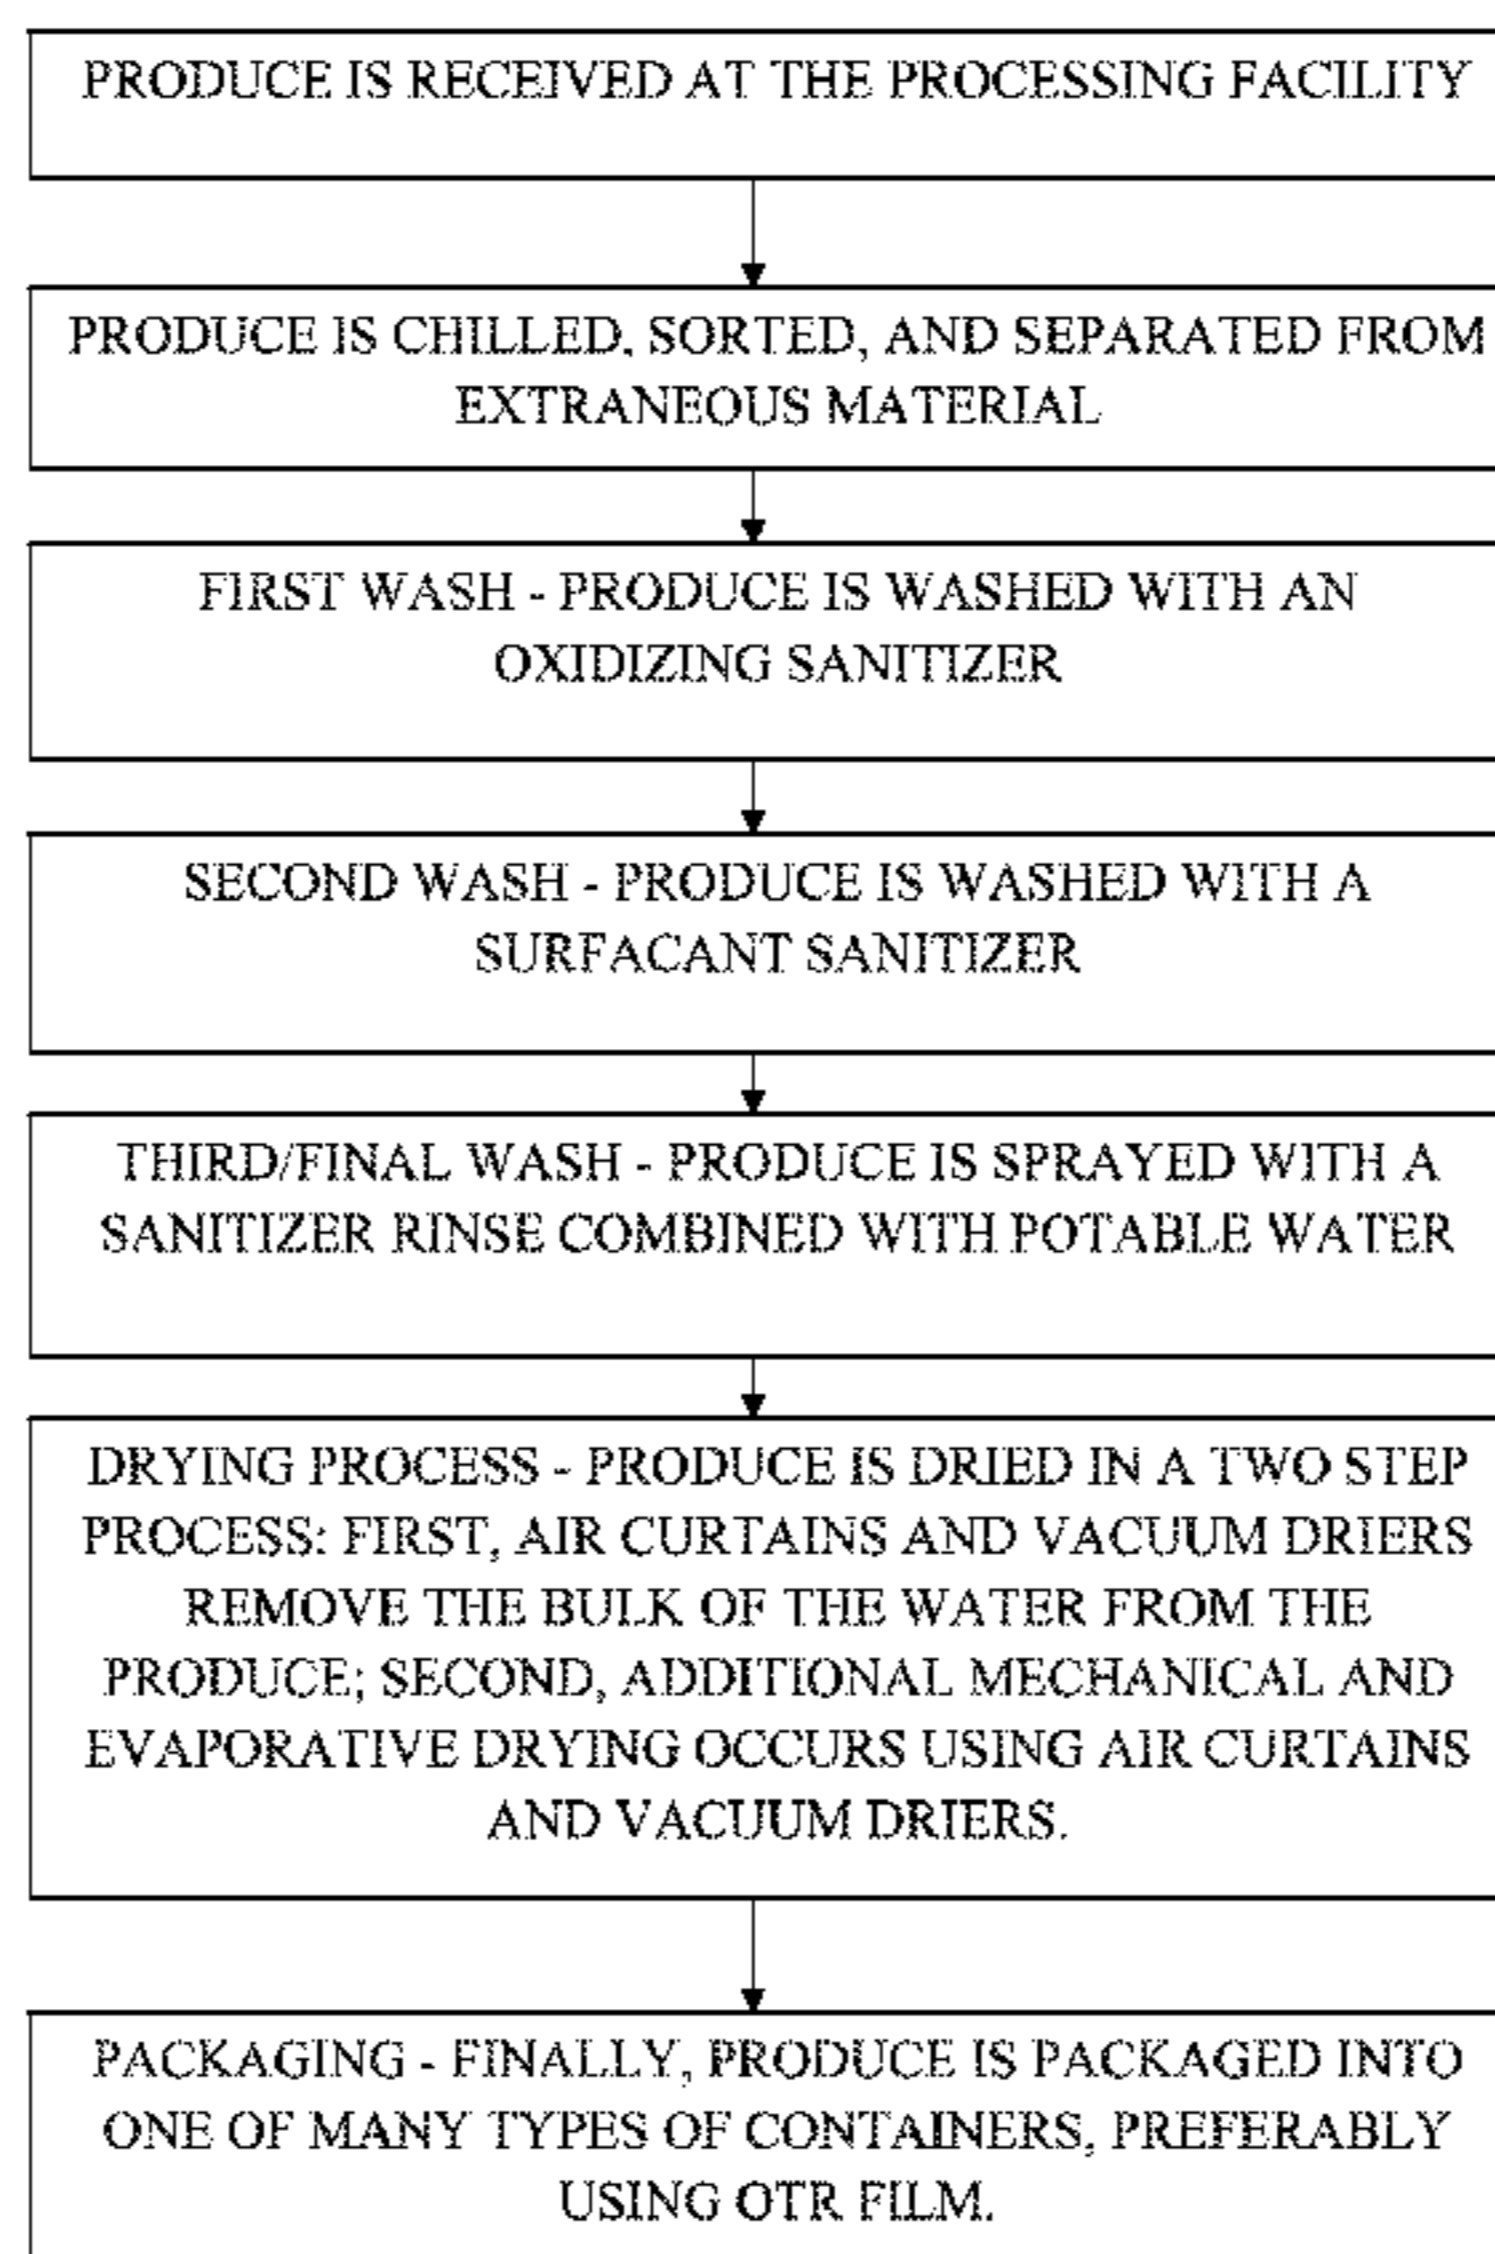 PRODUCE IS RECEIVED AT THE PROCESSING FACILITY
PRODUCE IS CHILLED, SORTED, AND SEPARATED FROM
EXTRANEOUS MATERIAL
FIRST WASH - PRODUCE IS WASHED WITH AN
OXIDIZING SANITIZER
SECOND WASH - PRODUCE IS WASHED WITH A
SURFACANT SANITIZER
THIRD/FINAL WASH - PRODUCE IS SPRAYED WITH A
SANITIZER RINSE COMBINED WITH POTABLE WATER
DRYING PROCESS - PRODUCE IS DRIED IN A TWO STEP
PROCESS: FIRST, AIR CURTAINS AND VACUUM DRIERS
REMOVE THE BULK OF THE WATER FROM THE
PRODUCE; SECOND, ADDITIONAL MECHANICAL AND
EVAPORATIVE DRYING OCCURS USING AIR CURTAINS
AND VACUUM DRIERS.
PACKAGING - FINALLY, PRODUCE IS PACKAGED INTO
ONE OF MANY TYPES OF CONTAINERS, PREFERABLY
USING OTR FILM.